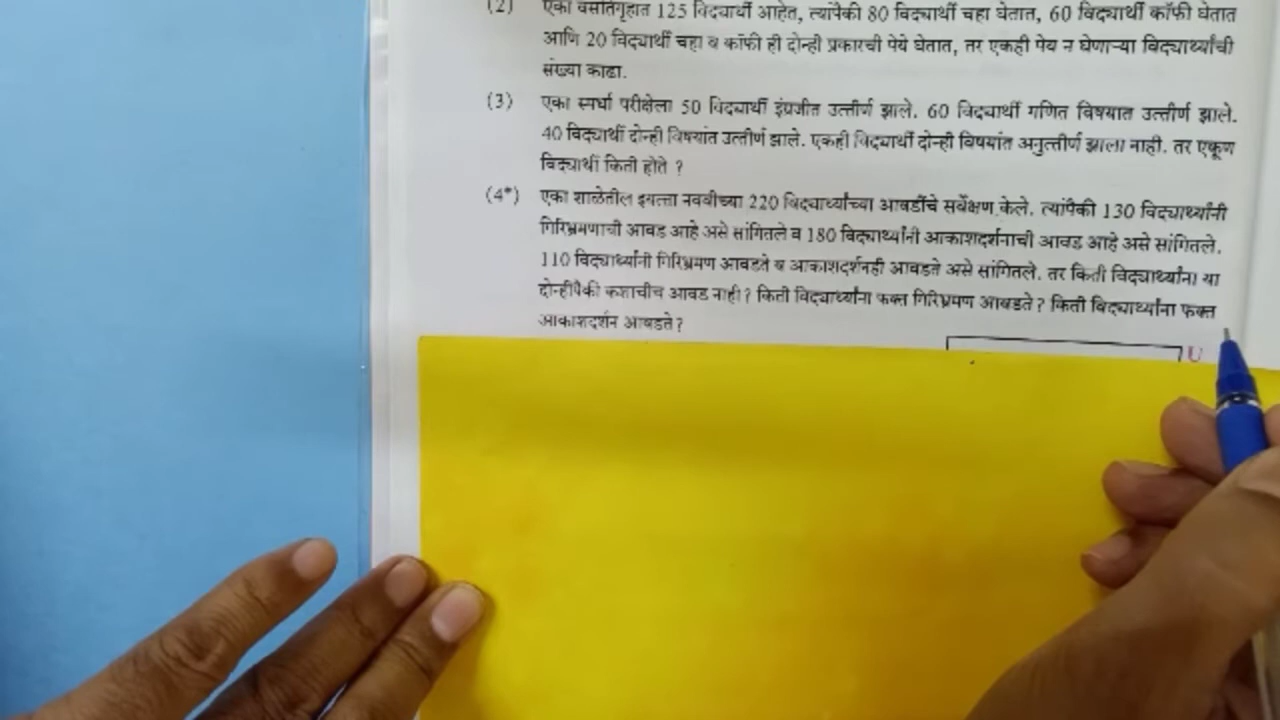 (2) एका वसतिगृहात 125 विद्यार्थी आहेत, त्यांपैकी 80 विद्यार्थी चहा घेतात, 60 विद्यार्थी कॉफी घेतात
आणि 20 विद्यार्थी चहा व कॉफी ही दोन्ही प्रकारची पेये घेतात, तर एकही पेय न घेणाऱ्या विद्यार्थ्यांची
संख्या काढा.
(3) एका स्पर्धा परीक्षेला 50 विद्यार्थी इंग्रजीत उत्तीर्ण झाले. 60 विद्यार्थी गणित विषयात उत्तीर्ण झाले.
40 विद्यार्थी दोन्ही विषयांत उत्तीर्ण झाले. एकही विद्यार्थी दोन्ही विषयांत अनुत्तीर्ण झाला नाही. तर एकूण
विद्यार्थी किती होते ?
(4*) एका शाळेतील इयत्ता नववीच्या 220 विद्यार्थ्यांच्या आवडींचे सर्वेक्षण केले. त्यांपैकी 130 विद्यार्थ्यांनी
गिरिभ्रमणाची आवड आहे असे सांगितले व 180 विद्यार्थ्यांनी आकाशदर्शनाची आवड आहे असे सांगितले.
110 विद्यार्थ्यांनी गिरिभ्रमण आवडते व आकाशदर्शनही आवडते असे सांगितले. तर किती विद्यार्थ्यांना या
दोन्हींपैकी कशाचीच आवड नाही ? किती विद्यार्थ्यांना फक्त गिरिभ्रमण आवडते ? किती विद्यार्थ्यांना फक्त
आकाशदर्शन आवडते ?
U